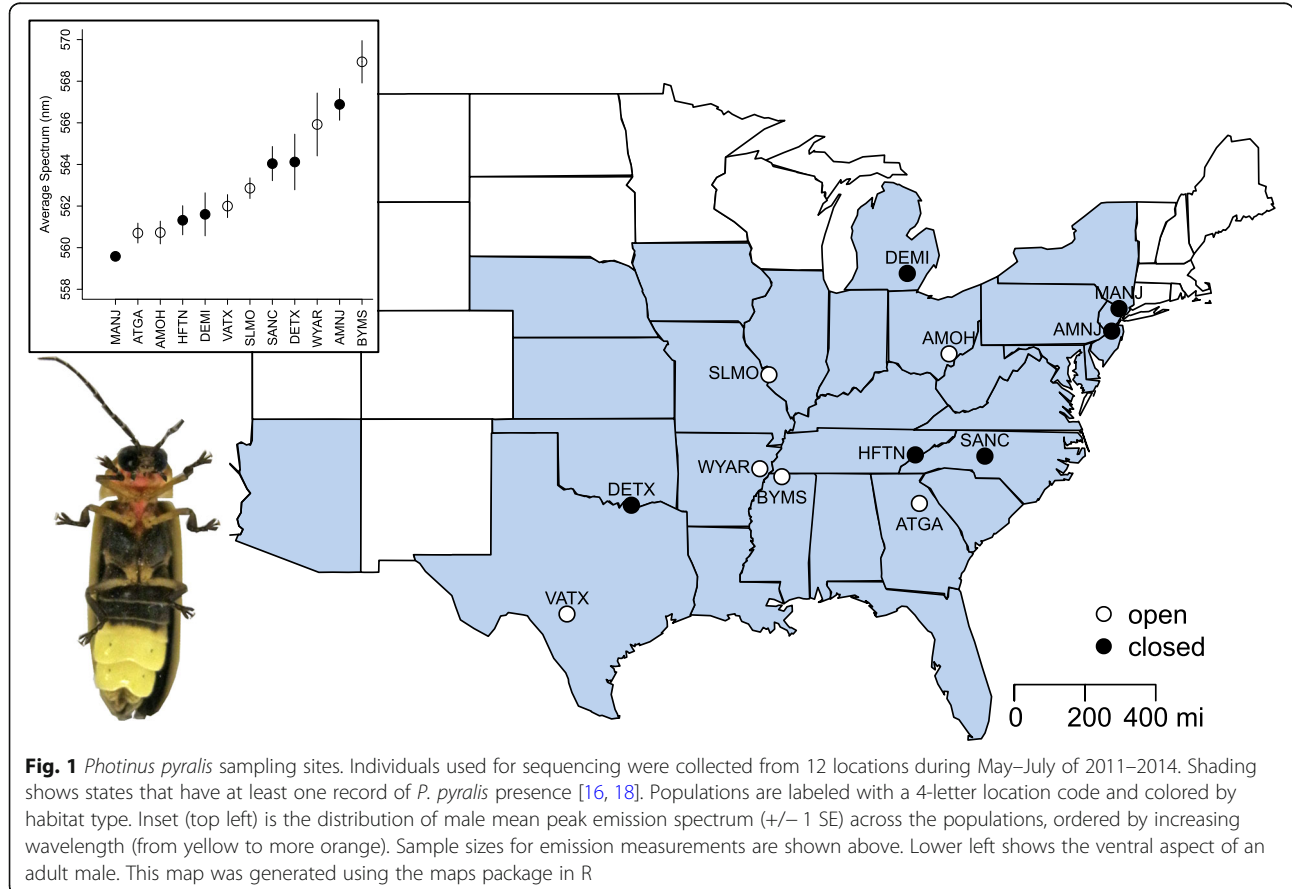 Average Spectrum (nm)
570
568
566
564
562
560
558
MANJ
ATGA
AMOH
HFTN
DEMI
VATX
SLMO
SANC
DETX
WYAR
AMNJ
BYMS
DEMI
MANJ
AMNJ
AMOH
SLMO
HFTN
SANC
WYAR
BYMS
DETX
ATGA
VATX
open
closed
0 200 400 mi
Fig. 1 Photinus pyralis sampling sites. Individuals used for sequencing were collected from 12 locations during May–July of 2011–2014. Shading
shows states that have at least one record of P. pyralis presence [16, 18]. Populations are labeled with a 4-letter location code and colored by
habitat type. Inset (top left) is the distribution of male mean peak emission spectrum (+/− 1 SE) across the populations, ordered by increasing
wavelength (from yellow to more orange). Sample sizes for emission measurements are shown above. Lower left shows the ventral aspect of an
adult male. This map was generated using the maps package in R